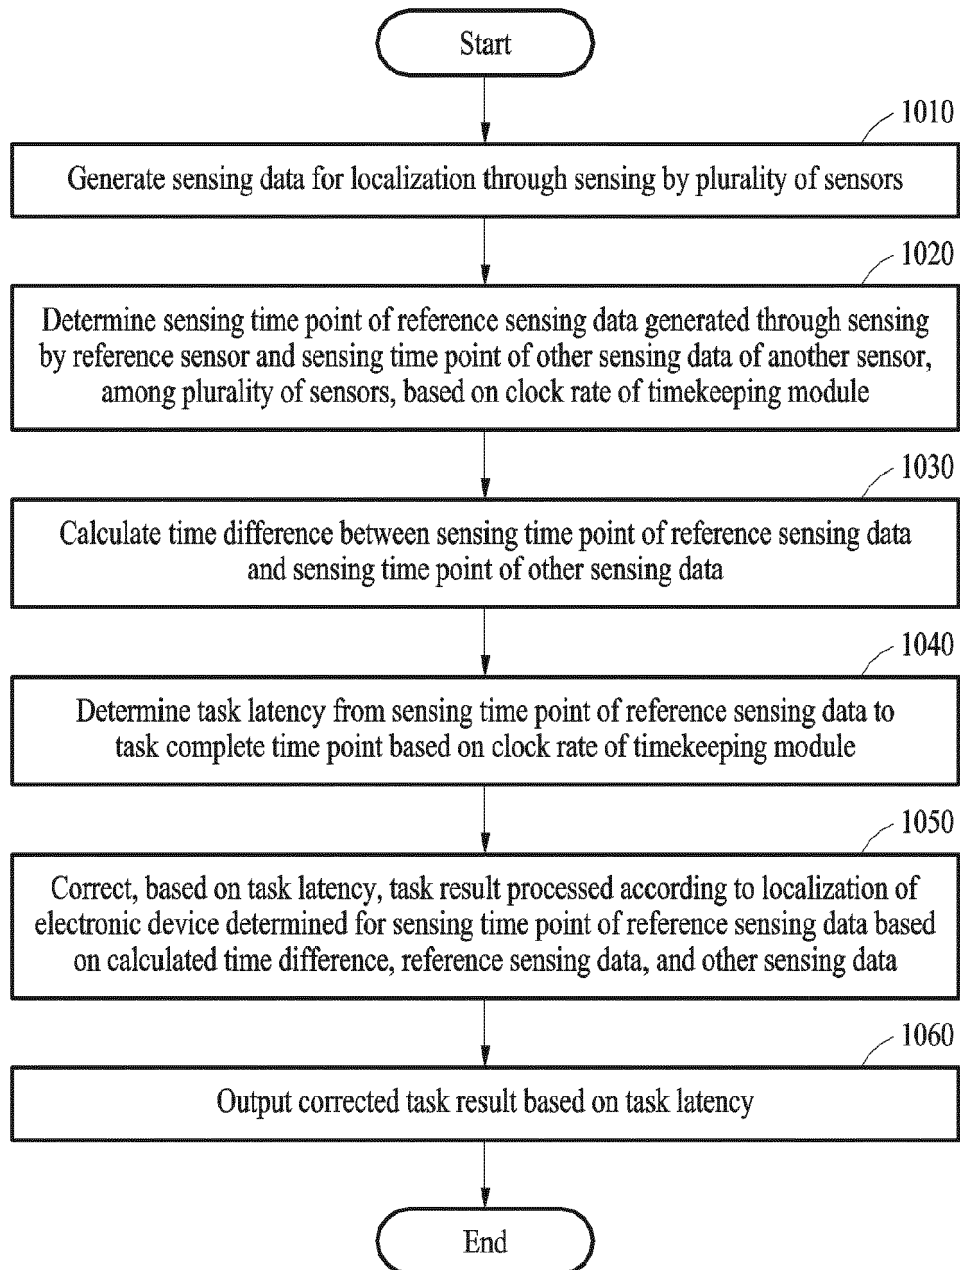 Start
1010
Generate sensing data for localization through sensing by plurality of sensors
1020
Determine sensing time point of reference sensing data generated through sensing
by reference sensor and sensing time point of other sensing data of another sensor,
among plurality of sensors, based on clock rate of timekeeping module
1030
Calculate time difference between sensing time point of reference sensing data
and sensing time point of other sensing data
1040
Determine task latency from sensing time point of reference sensing data to
task complete time point based on clock rate of timekeeping module
1050
Correct, based on task latency, task result processed according to localization of
electronic device determined for sensing time point of reference sensing data based
on calculated time difference, reference sensing data, and other sensing data
1060
Output corrected task result based on task latency
End